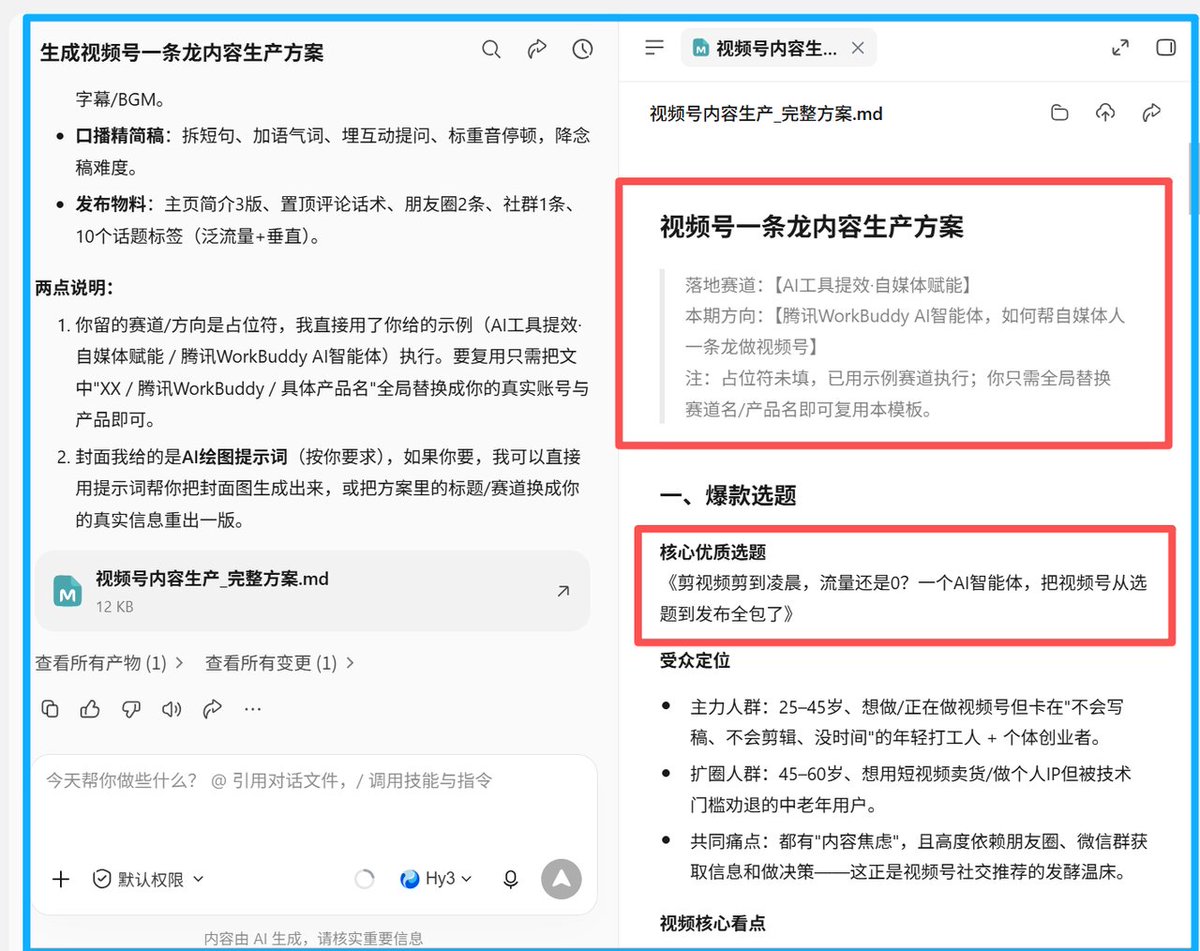 生成视频号一条龙内容生产方案
字幕/BGM。
• 口播精简稿：拆短句、加语气词、埋互动提问、标重音停顿，降念
稿难度。
• 发布物料：主页简介3版、置顶评论话术、朋友圈2条、社群1条、
10个话题标签（泛流量+垂直）。
两点说明：
1. 你留的赛道/方向是占位符，我直接用了你给的示例（AI工具提效·
自媒体赋能 / 腾讯WorkBuddy AI智能体）执行。要复用只需把文
中"XX / 腾讯WorkBuddy / 具体产品名"全局替换成你的真实账号与
产品即可。
2. 封面我给的是AI绘图提示词（按你要求），如果你要，我可以直接
用提示词帮你把封面图生成出来，或把方案里的标题/赛道换成你
的真实信息重出一版。
M
视频号内容生产_完整方案.md
12 KB
查看所有产物 (1) >
查看所有变更 (1) >
今天帮你做些什么？ @ 引用对话文件，/ 调用技能与指令
默认权限
Hy3
内容由 AI 生成，请核实重要信息
M
视频号内容生...
视频号内容生产_完整方案.md
视频号一条龙内容生产方案
落地赛道：【AI工具提效·自媒体赋能】
本期方向：【腾讯WorkBuddy AI智能体，如何帮自媒体人
一条龙做视频号】
注：占位符未填，已用示例赛道执行；你只需全局替换
赛道名/产品名即可复用本模板。
一、爆款选题
核心优质选题
《剪视频剪到凌晨，流量还是0？一个AI智能体，把视频号从选
题到发布全包了》
受众定位
• 主力人群：25–45岁、想做/正在做视频号但卡在"不会写
稿、不会剪辑、没时间"的年轻打工人 + 个体创业者。
• 扩圈人群：45–60岁、想用短视频卖货/做个人IP但被技术
门槛劝退的中老年用户。
• 共同痛点：都有"内容焦虑"，且高度依赖朋友圈、微信群获
取信息和做决策——这正是视频号社交推荐的发酵温床。
视频核心看点